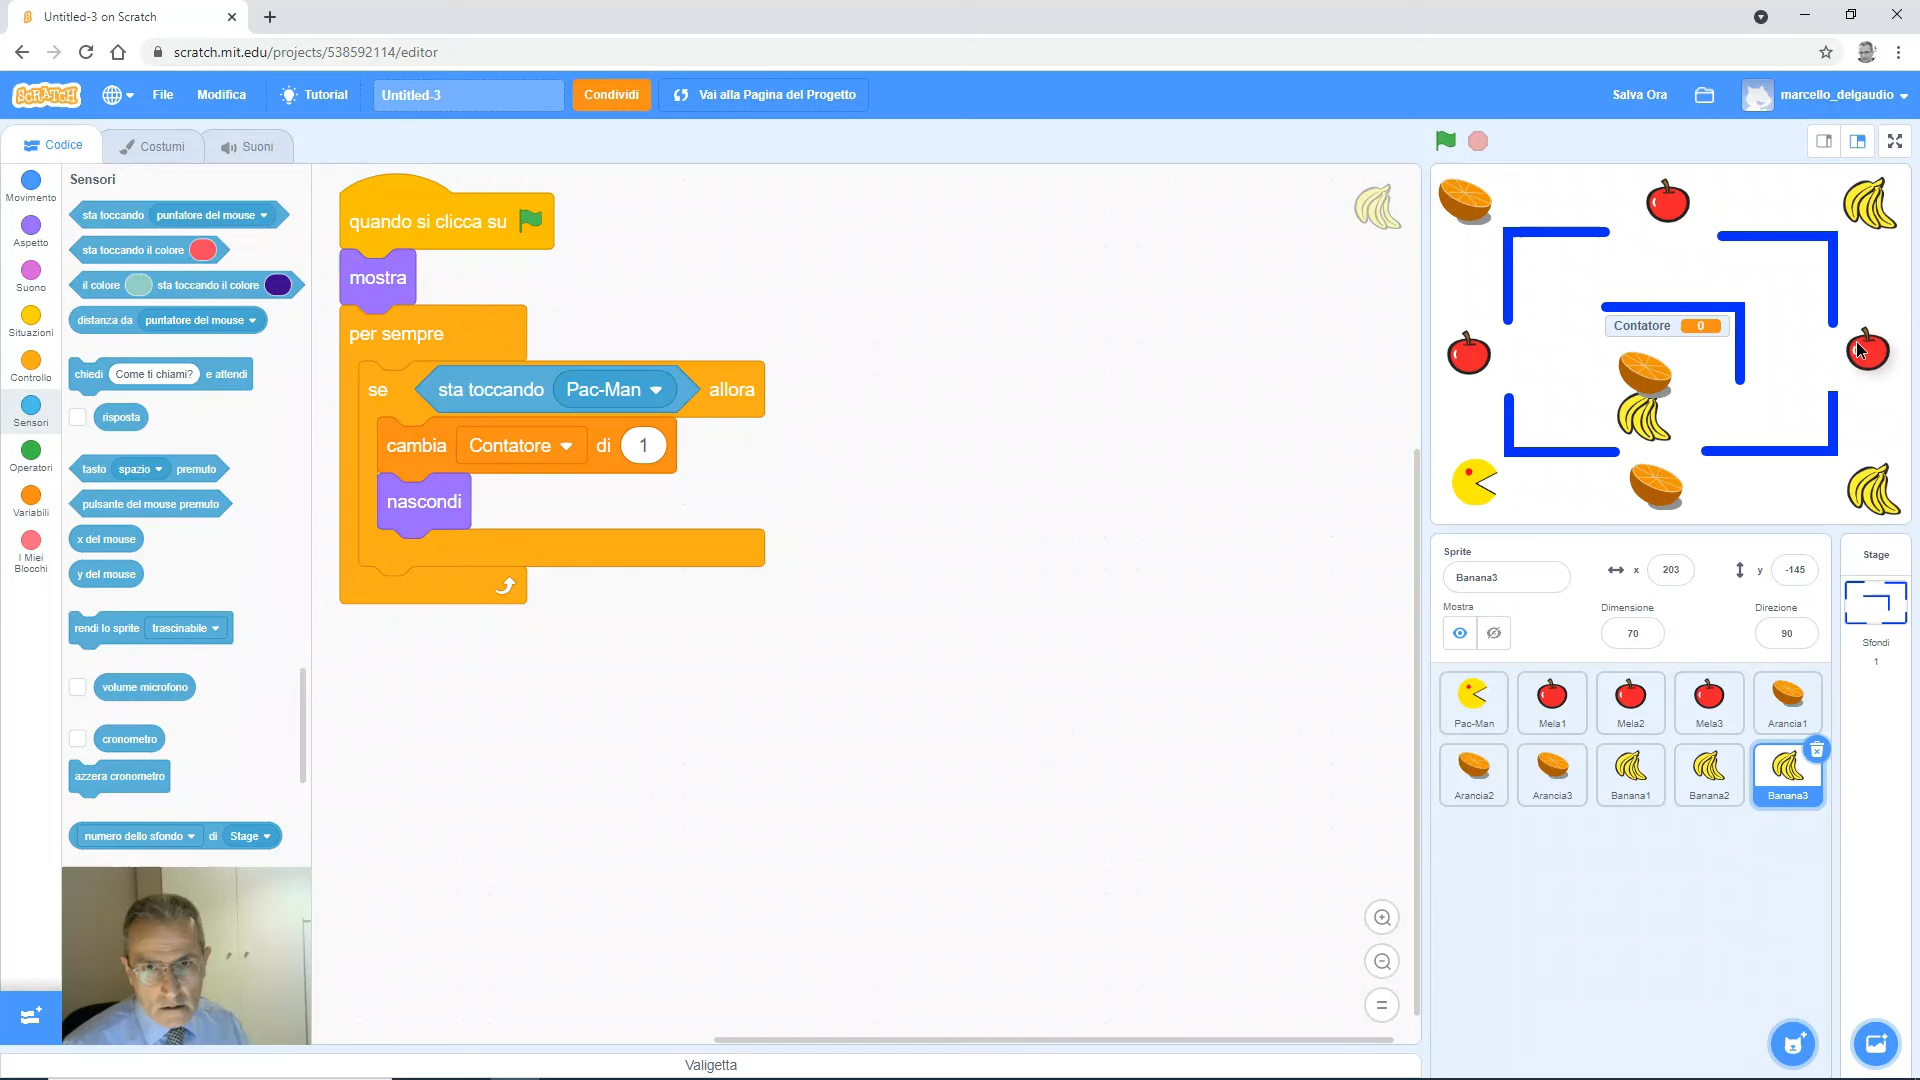 Untitled-3 on Scratch
scratch.mit.edu/projects/538592114/editor
SCRATCH
File
Modifica
Tutorial
Untitled-3
Condividi
Vai alla Pagina del Progetto
Salva Ora
marcello_delgaudio
Codice
Costumi
Suoni
Movimento
Aspetto
Suono
Situazioni
Controllo
Sensori
Operatori
Variabili
I Miei
Blocchi
Sensori
sta toccando puntatore del mouse
sta toccando il colore
il colore sta toccando il colore
distanza da puntatore del mouse
chiedi Come ti chiami? e attendi
risposta
tasto spazio premuto
pulsante del mouse premuto
x del mouse
y del mouse
rendi lo sprite trascinabile
volume microfono
cronometro
azzera cronometro
numero dello sfondo di Stage
quando si clicca su
mostra
per sempre
se sta toccando Pac-Man allora
cambia Contatore di 1
nascondi
Contatore 0
Sprite
Banana3
x 203
y -145
Mostra
Dimensione
70
Direzione
90
Stage
Sfondi
1
Pac-Man
Mela1
Mela2
Mela3
Arancia1
Arancia2
Arancia3
Banana1
Banana2
Banana3
Valigetta